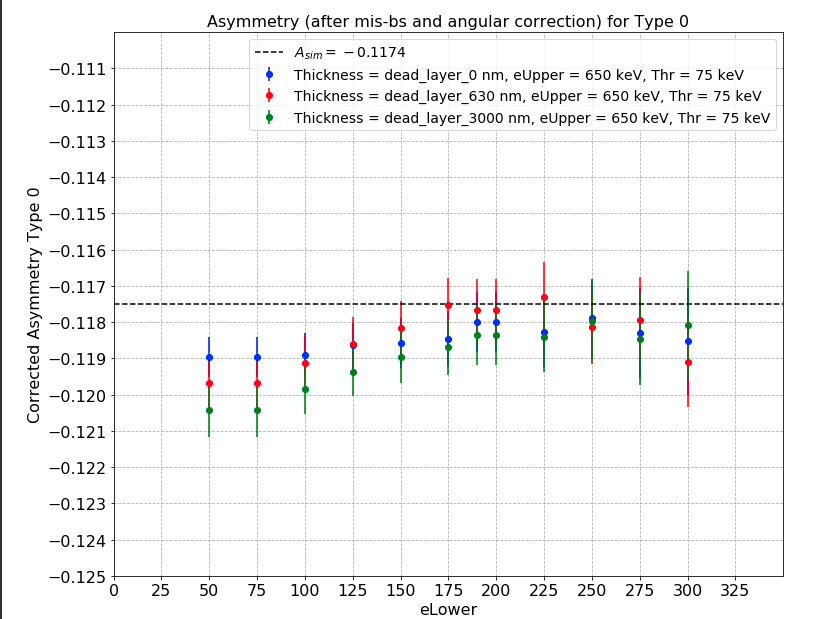 Asymmetry (after mis-bs and angular correction) for Type 0
A_sim = −0.1174
Thickness = dead_layer_0 nm, eUpper = 650 keV, Thr = 75 keV
Thickness = dead_layer_630 nm, eUpper = 650 keV, Thr = 75 keV
Thickness = dead_layer_3000 nm, eUpper = 650 keV, Thr = 75 keV
Corrected Asymmetry Type 0
−0.111
−0.112
−0.113
−0.114
−0.115
−0.116
−0.117
−0.118
−0.119
−0.120
−0.121
−0.122
−0.123
−0.124
−0.125
0 25 50 75 100 125 150 175 200 225 250 275 300 325
eLower